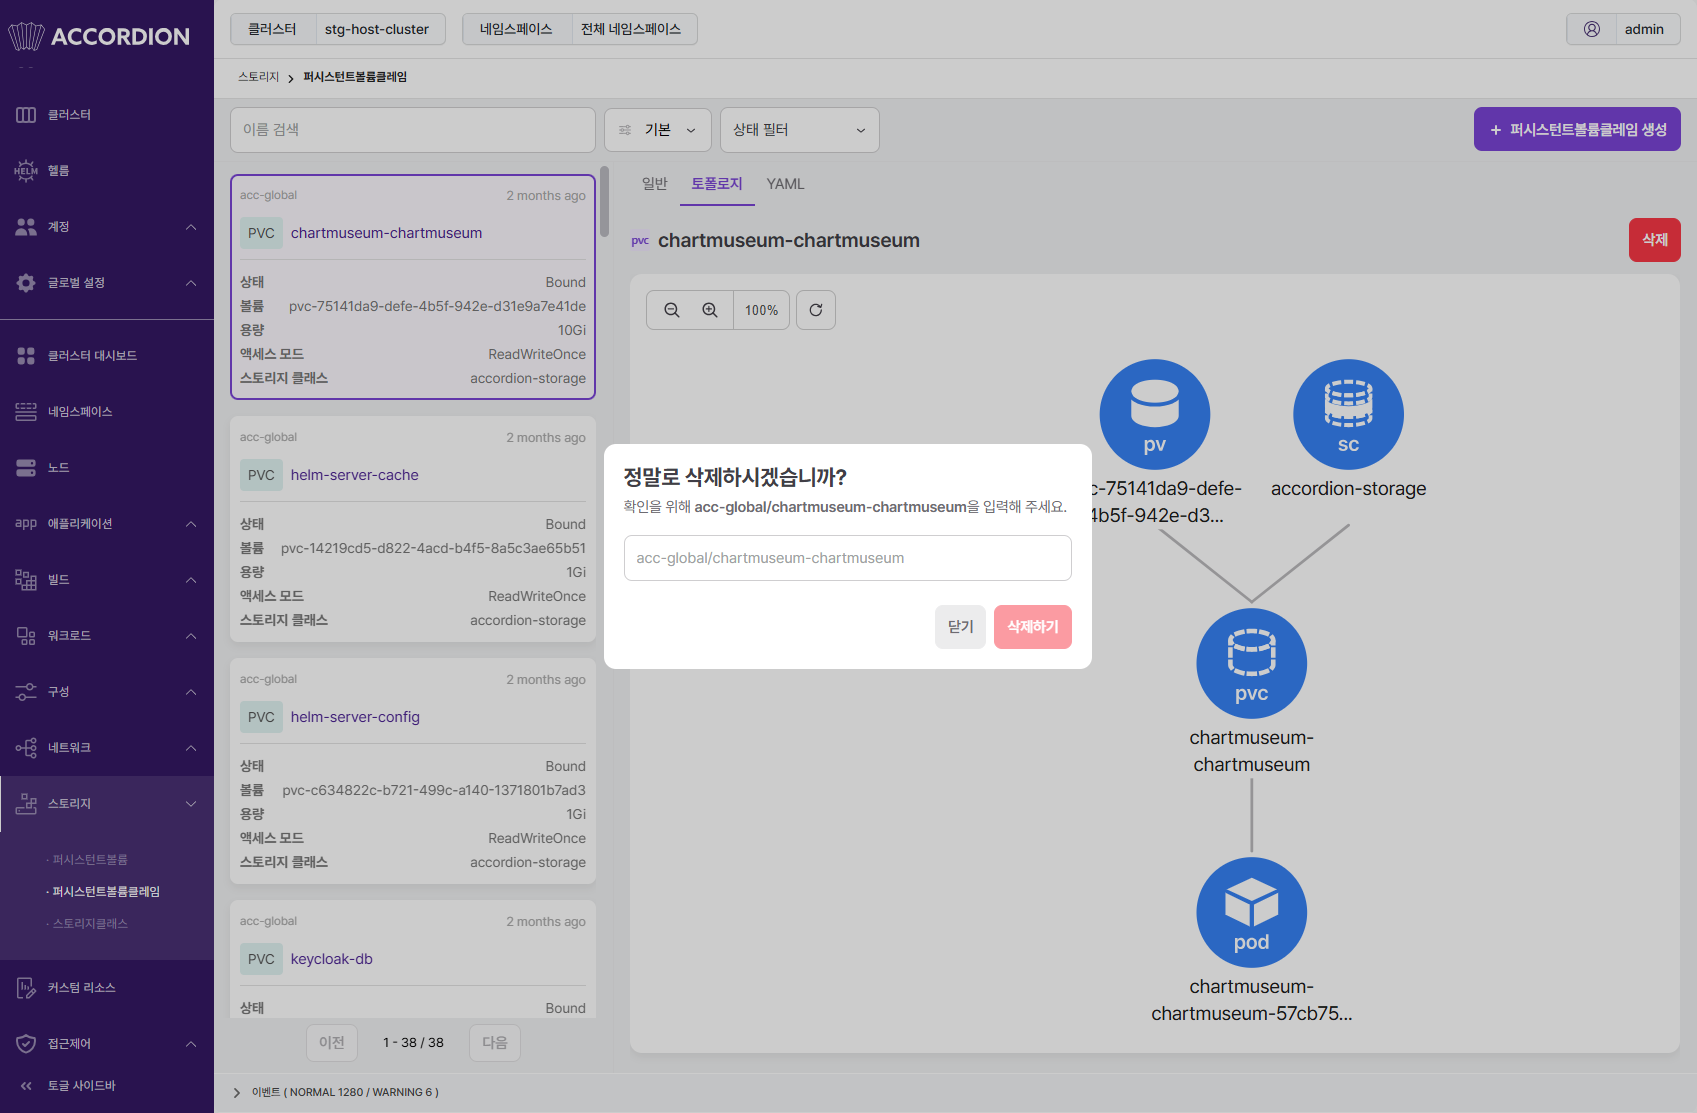 ACCORDION
클러스터
헬름
계정
글로벌 설정
클러스터 대시보드
네임스페이스
노드
애플리케이션
빌드
워크로드
구성
네트워크
스토리지
· 퍼시스턴트볼륨
· 퍼시스턴트볼륨클레임
· 스토리지클래스
커스텀 리소스
접근제어
토글 사이드바
HELM
app
클러스터 stg-host-cluster
네임스페이스 전체 네임스페이스
admin
스토리지 퍼시스턴트볼륨클레임
이름 검색
기본
상태 필터
+ 퍼시스턴트볼륨클레임 생성
acc-global 2 months ago
PVC chartmuseum-chartmuseum
상태 Bound
볼륨 pvc-75141da9-defe-4b5f-942e-d31e9a7e41de
용량 10Gi
액세스 모드 ReadWriteOnce
스토리지 클래스 accordion-storage
acc-global 2 months ago
PVC helm-server-cache
상태 Bound
볼륨 pvc-14219cd5-d822-4acd-b4f5-8a5c3ae65b51
용량 1Gi
액세스 모드 ReadWriteOnce
스토리지 클래스 accordion-storage
acc-global 2 months ago
PVC helm-server-config
상태 Bound
볼륨 pvc-c634822c-b721-499c-a140-1371801b7ad3
용량 1Gi
액세스 모드 ReadWriteOnce
스토리지 클래스 accordion-storage
acc-global 2 months ago
PVC keycloak-db
상태 Bound
이전 1 - 38 / 38 다음
일반 토폴로지 YAML
pvc chartmuseum-chartmuseum
삭제
100%
pv
c-75141da9-defe-
4b5f-942e-d3...
sc
accordion-storage
pvc
chartmuseum-
chartmuseum
pod
chartmuseum-
chartmuseum-57cb75...
정말로 삭제하시겠습니까?
확인을 위해 acc-global/chartmuseum-chartmuseum을 입력해 주세요.
acc-global/chartmuseum-chartmuseum
닫기 삭제하기
이벤트 ( NORMAL 1280 / WARNING 6 )